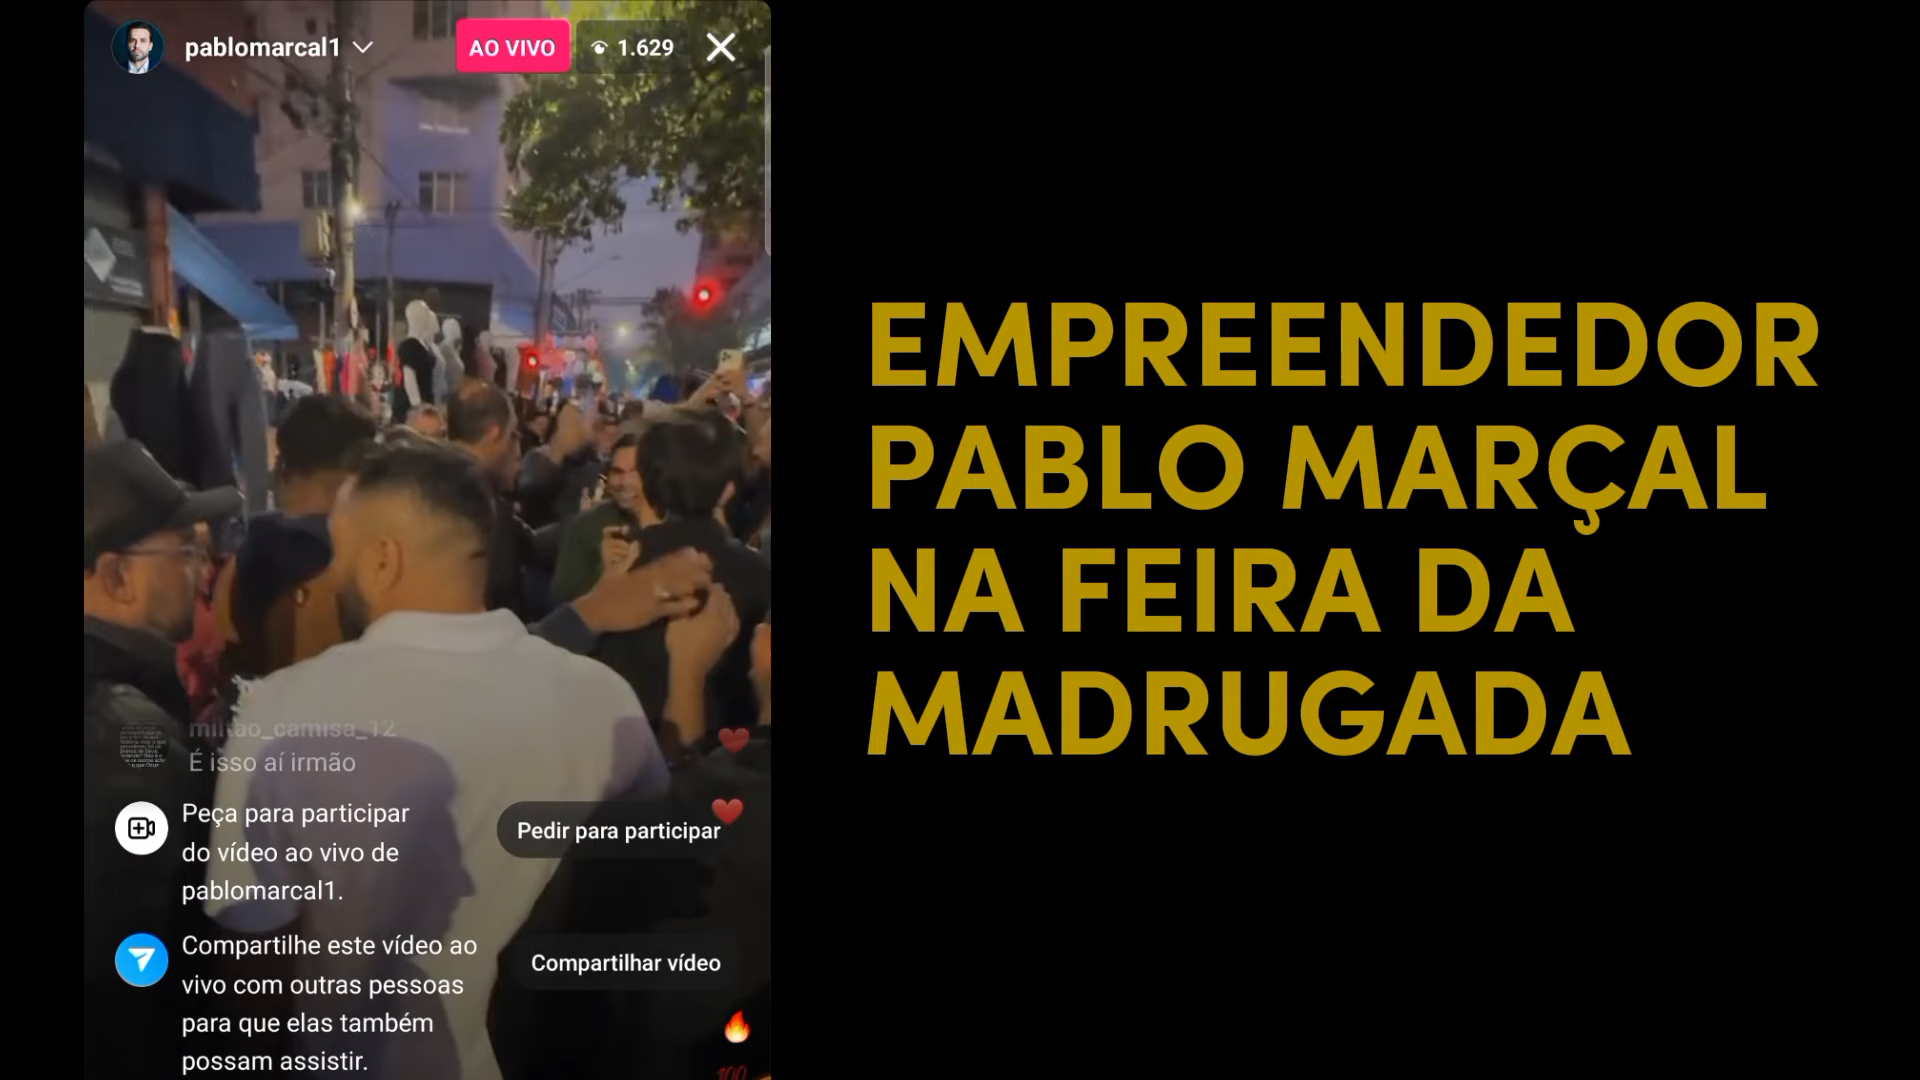 pablomarcal1
AO VIVO
1.629
miltao_camisa_12
É isso aí irmão
Peça para participar
do vídeo ao vivo de
pablomarcal1.
Pedir para participar
Compartilhe este vídeo ao
vivo com outras pessoas
para que elas também
possam assistir.
Compartilhar vídeo
100
EMPREENDEDOR
PABLO MARÇAL
NA FEIRA DA
MADRUGADA